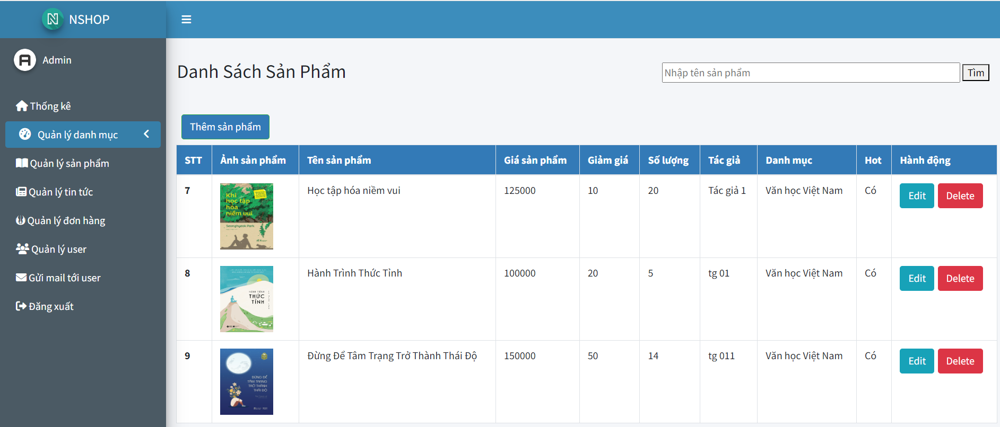 NSHOP
Admin
Thống kê
Quản lý danh mục
Quản lý sản phẩm
Quản lý tin tức
Quản lý đơn hàng
Quản lý user
Gửi mail tới user
Đăng xuất
Danh Sách Sản Phẩm
Nhập tên sản phẩm Tìm
Thêm sản phẩm
STT Ảnh sản phẩm Tên sản phẩm Giá sản phẩm Giảm giá Số lượng Tác giả Danh mục Hot Hành động
7 Học tập hóa niềm vui 125000 10 20 Tác giả 1 Văn học Việt Nam Có Edit Delete
Khi
học tập
hóa
niềm vui
Seonghyeok Park
8 Hành Trình Thức Tỉnh 100000 20 5 tg 01 Văn học Việt Nam Có Edit Delete
HÀNH TRÌNH
THỨC
TỈNH
9 Đừng Để Tâm Trạng Trở Thành Thái Độ 150000 50 14 tg 011 Văn học Việt Nam Có Edit Delete
ĐỪNG ĐỂ
TÂM TRẠNG
TRỞ THÀNH
THÁI ĐỘ